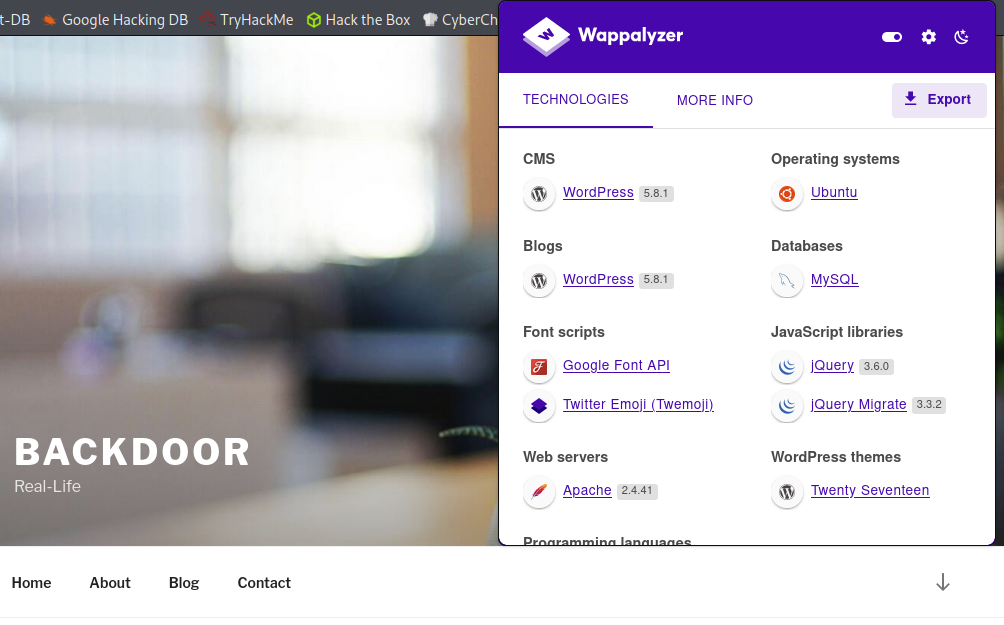 t-DB Google Hacking DB TryHackMe Hack the Box CyberCh
Wappalyzer
TECHNOLOGIES MORE INFO Export
CMS Operating systems
WordPress 5.8.1 Ubuntu
Blogs Databases
WordPress 5.8.1 MySQL
Font scripts JavaScript libraries
Google Font API jQuery 3.6.0
Twitter Emoji (Twemoji) jQuery Migrate 3.3.2
Web servers WordPress themes
Apache 2.4.41 Twenty Seventeen
Programming languages
BACKDOOR
Real-Life
Home About Blog Contact